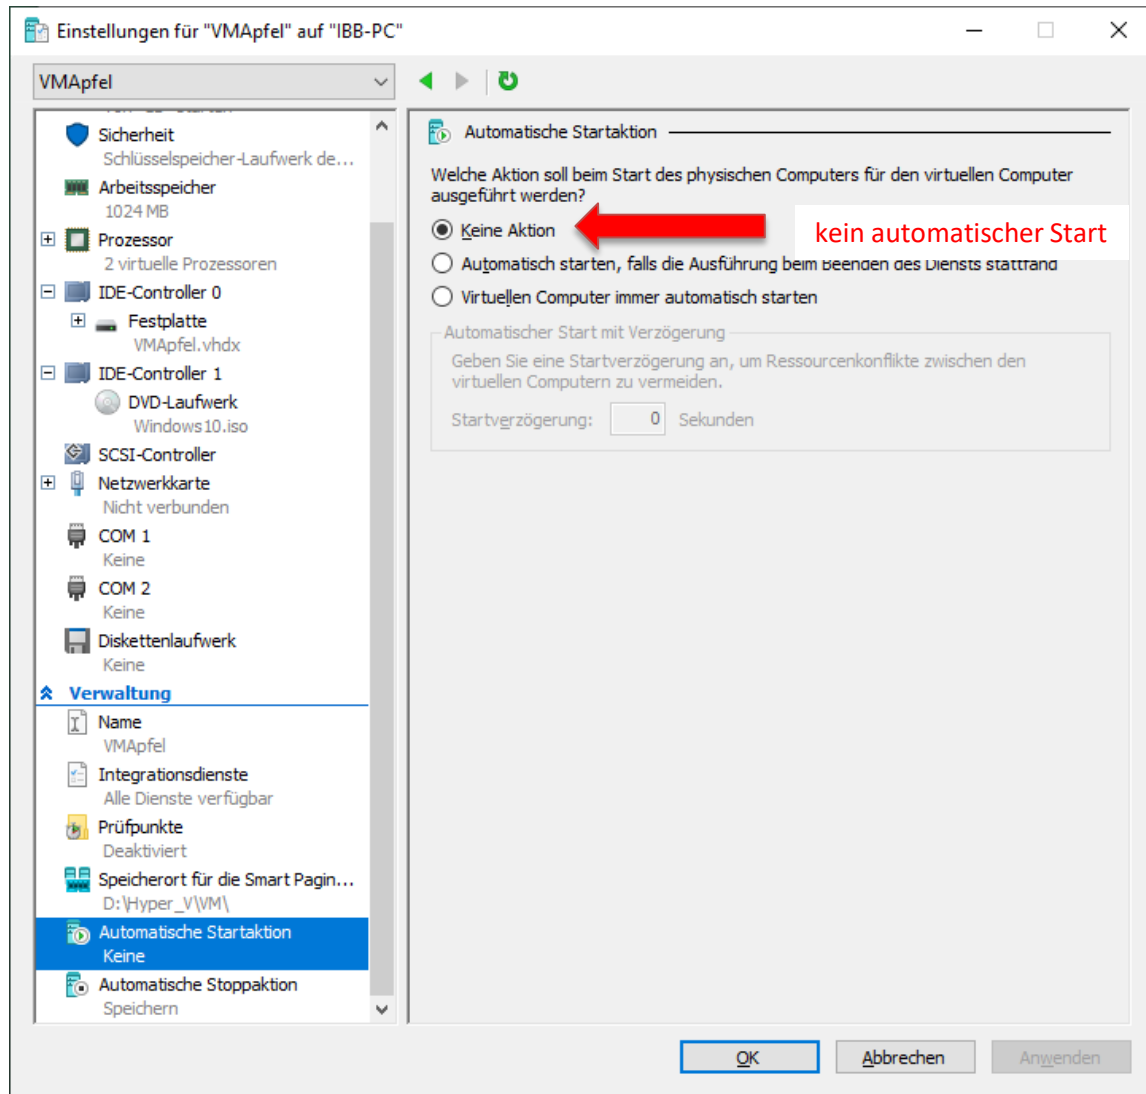 Einstellungen für "VMApfel" auf "IBB-PC"
VMApfel
Sicherheit
Schlüsselspeicher-Laufwerk de...
Arbeitsspeicher
1024 MB
Prozessor
2 virtuelle Prozessoren
IDE-Controller 0
Festplatte
VMApfel.vhdx
IDE-Controller 1
DVD-Laufwerk
Windows10.iso
SCSI-Controller
Netzwerkkarte
Nicht verbunden
COM 1
Keine
COM 2
Keine
Diskettenlaufwerk
Keine
Verwaltung
Name
VMApfel
Integrationsdienste
Alle Dienste verfügbar
Prüfpunkte
Deaktiviert
Speicherort für die Smart Pagin...
D:\Hyper_V\VM\
Automatische Startaktion
Keine
Automatische Stoppaktion
Speichern
Automatische Startaktion
Welche Aktion soll beim Start des physischen Computers für den virtuellen Computer
ausgeführt werden?
Keine Aktion
kein automatischer Start
Automatisch starten, falls die Ausführung beim Beenden des Diensts stattfand
Virtuellen Computer immer automatisch starten
Automatischer Start mit Verzögerung
Geben Sie eine Startverzögerung an, um Ressourcenkonflikte zwischen den
virtuellen Computern zu vermeiden.
Startverzögerung: 0 Sekunden
OK Abbrechen Anwenden